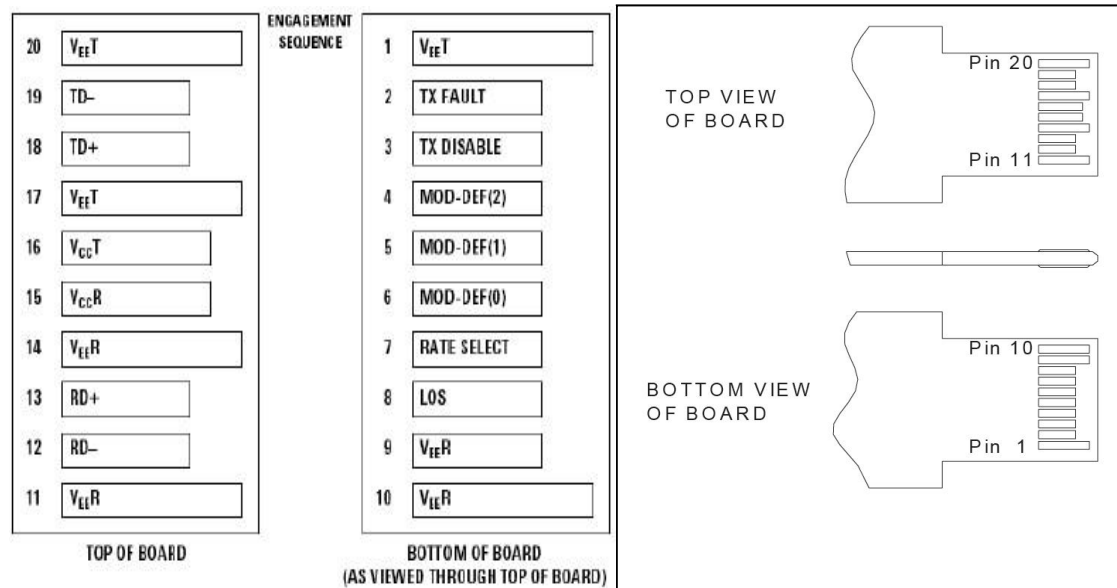 ENGAGEMENT
SEQUENCE
20 VEET
19 TD–
18 TD+
17 VEET
16 VCCT
15 VCCR
14 VEER
13 RD+
12 RD–
11 VEER
TOP OF BOARD
1 VEET
2 TX FAULT
3 TX DISABLE
4 MOD-DEF(2)
5 MOD-DEF(1)
6 MOD-DEF(0)
7 RATE SELECT
8 LOS
9 VEER
10 VEER
BOTTOM OF BOARD
(AS VIEWED THROUGH TOP OF BOARD)
TOP VIEW
OF BOARD
Pin 20
Pin 11
BOTTOM VIEW
OF BOARD
Pin 10
Pin 1